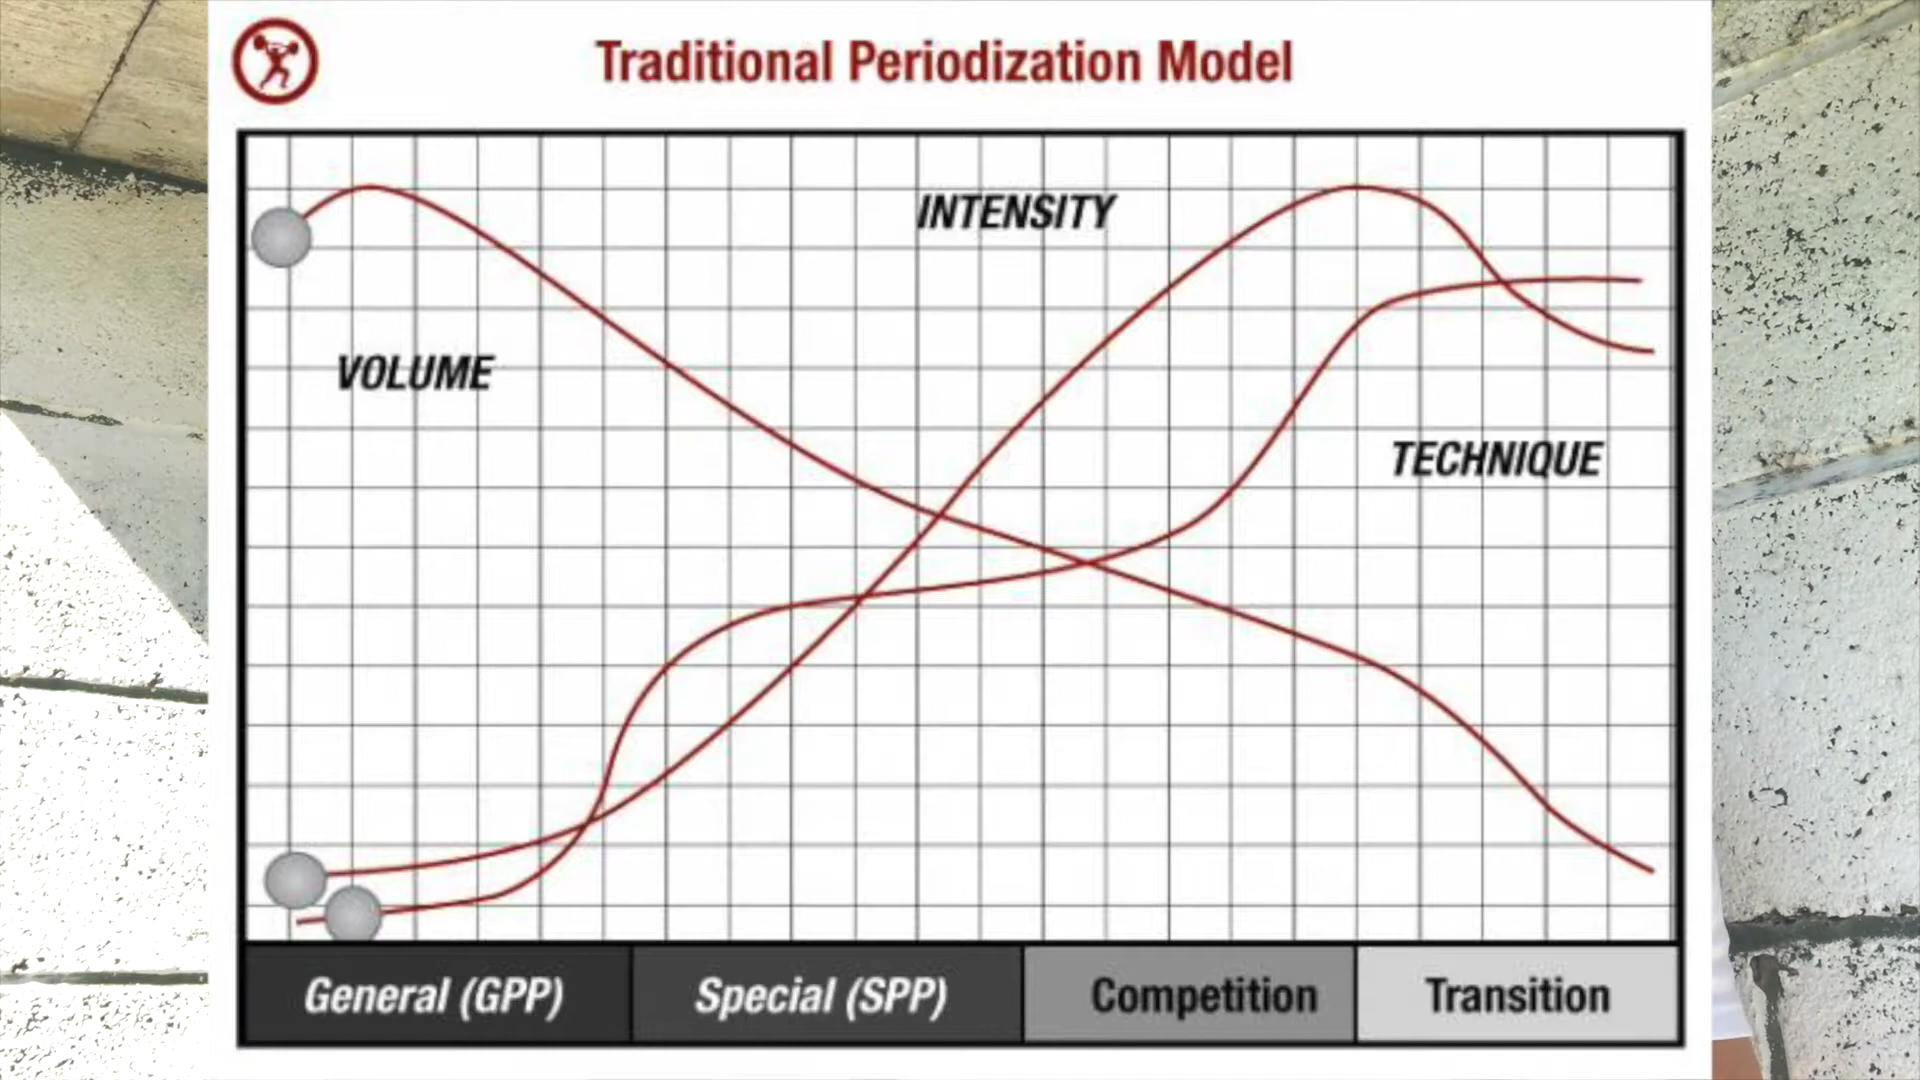 Traditional Periodization Model
INTENSITY
VOLUME
TECHNIQUE
General (GPP)
Special (SPP)
Competition
Transition